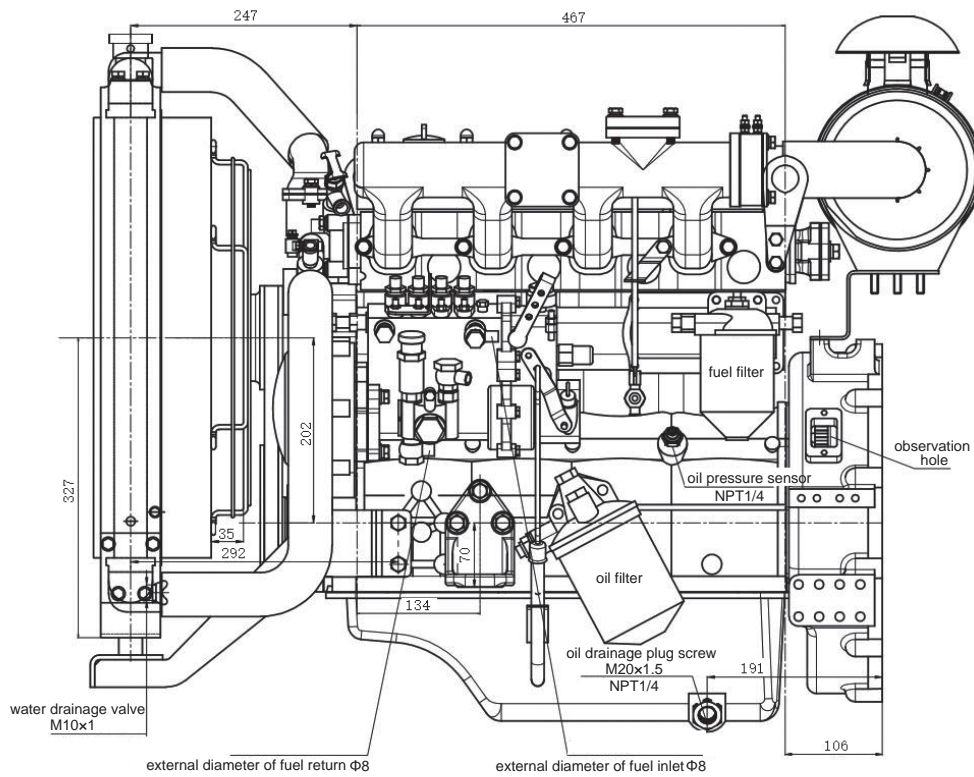 247
467
fuel filter
observation
hole
202
oil pressure sensor
NPT1/4
327
35
292
70
oil filter
134
oil drainage plug screw
M20×1.5
NPT1/4
191
water drainage valve
M10×1
106
external diameter of fuel return Φ8
external diameter of fuel inletΦ8